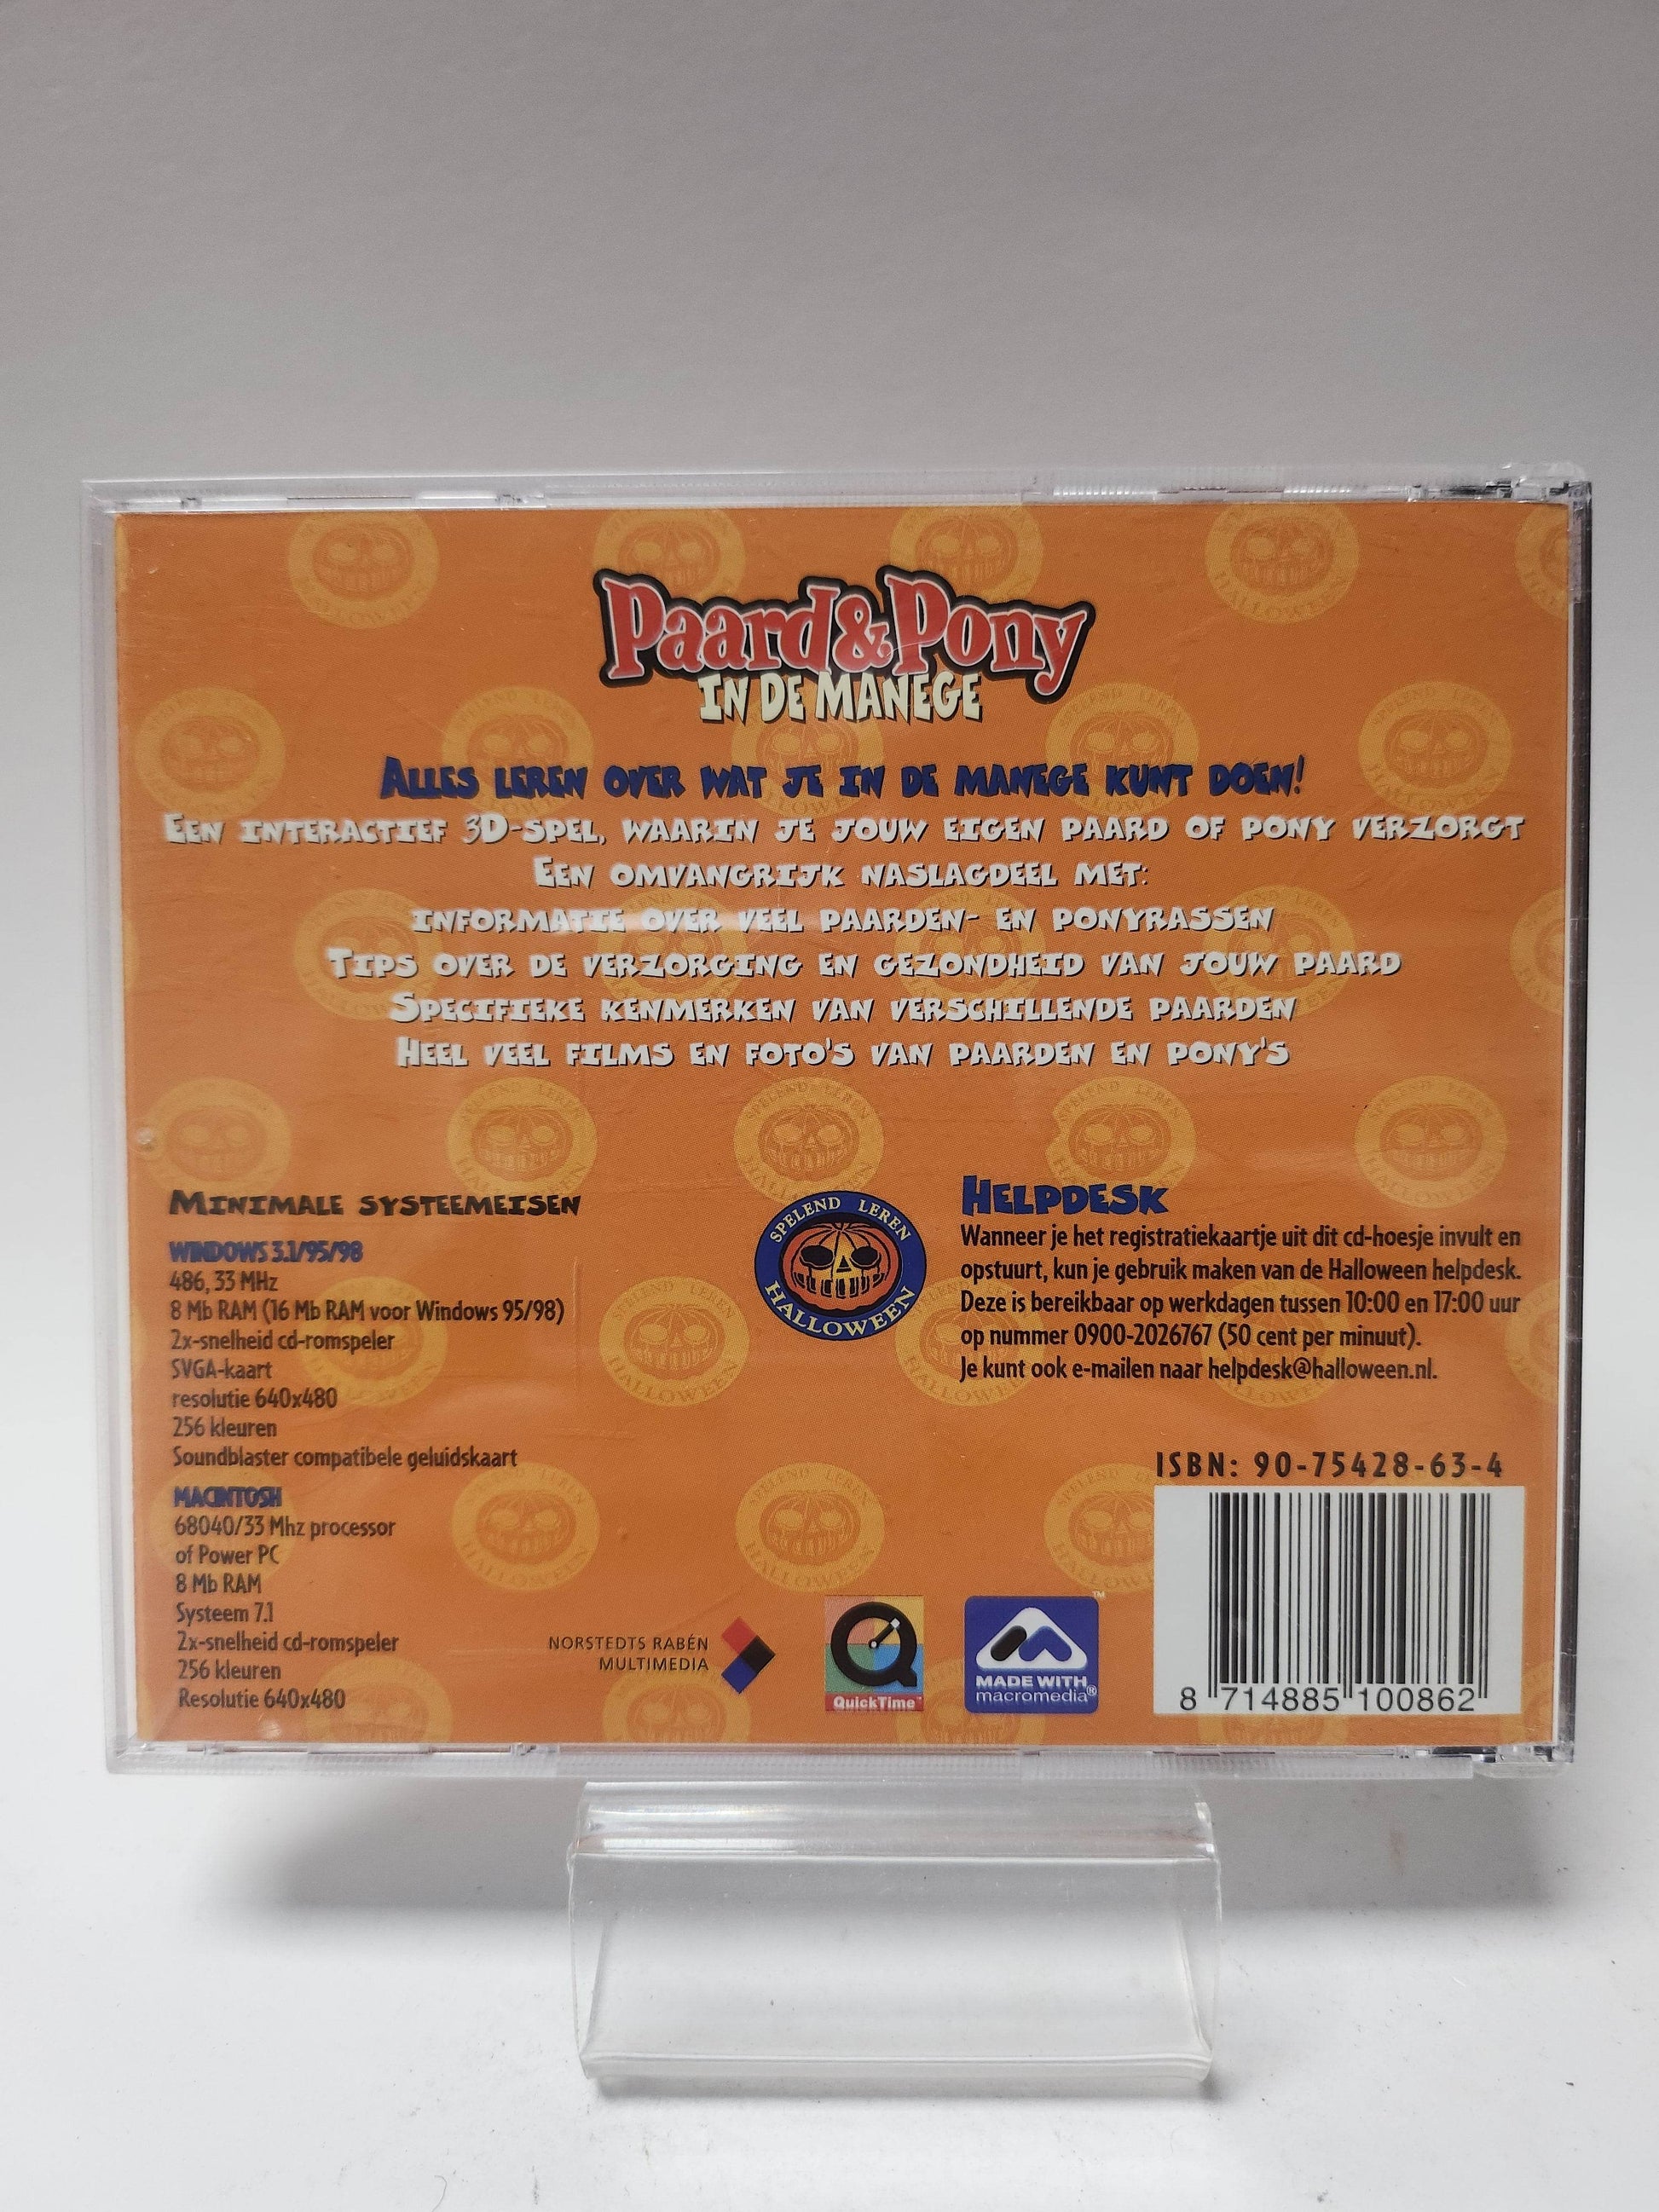 Paard & Pony
IN DE MANEGE
ALLES LEREN OVER WAT JE IN DE MANEGE KUNT DOEN!
EEN INTERACTIEF 3D-SPEL, WAARIN JE JOUW EIGEN PAARD OF PONY VERZORGT
EEN OMVANGRIJK NASLAGDEEL MET:
INFORMATIE OVER VEEL PAARDEN- EN PONYRASSEN
TIPS OVER DE VERZORGING EN GEZONDHEID VAN JOUW PAARD
SPECIFIEKE KENMERKEN VAN VERSCHILLENDE PAARDEN
HEEL VEEL FILMS EN FOTO'S VAN PAARDEN EN PONY'S
MINIMALE SYSTEEMEISEN
WINDOWS 3.1/95/98
486, 33 MHz
8 Mb RAM (16 Mb RAM voor Windows 95/98)
2x-snelheid cd-romspeler
SVGA-kaart
resolutie 640x480
256 kleuren
Soundblaster compatibele geluidskaart
MACINTOSH
68040/33 Mhz processor
of Power PC
8 Mb RAM
Systeem 7.1
2x-snelheid cd-romspeler
256 kleuren
Resolutie 640x480
SPELEND LEREN
HALLOWEEN
HELPDESK
Wanneer je het registratiekaartje uit dit cd-hoesje invult en
opstuurt, kun je gebruik maken van de Halloween helpdesk.
Deze is bereikbaar op werkdagen tussen 10:00 en 17:00 uur
op nummer 0900-2026767 (50 cent per minuut).
Je kunt ook e-mailen naar helpdesk@halloween.nl.
NORSTEDTS RABÉN
MULTIMEDIA
QuickTime™
MADE WITH
macromedia®
™
ISBN: 90-75428-63-4
8 714885 100862